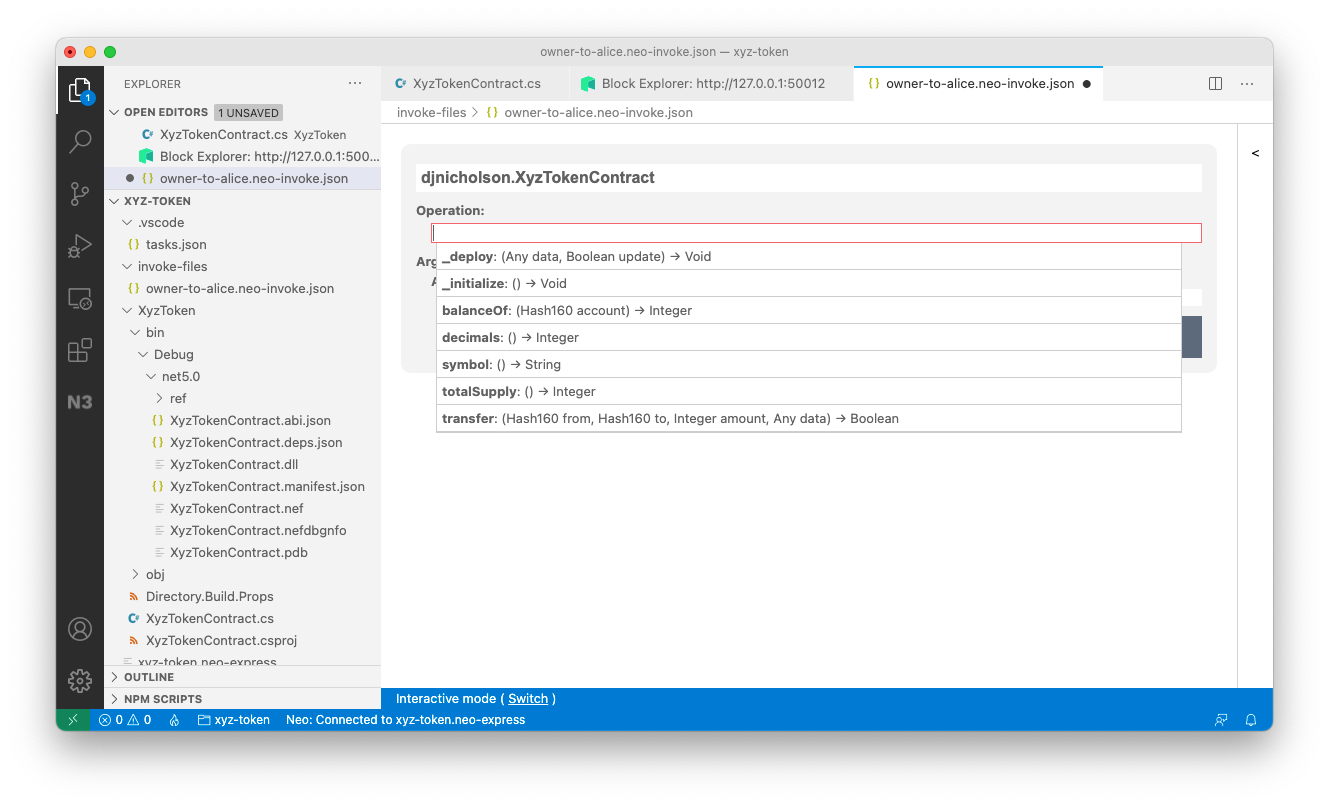 owner-to-alice.neo-invoke.json — xyz-token
EXPLORER
XyzTokenContract.cs
Block Explorer: http://127.0.0.1:50012
{} owner-to-alice.neo-invoke.json
OPEN EDITORS 1 UNSAVED
XyzTokenContract.cs XyzToken
Block Explorer: http://127.0.0.1:500...
{} owner-to-alice.neo-invoke.json
XYZ-TOKEN
.vscode
{} tasks.json
invoke-files
{} owner-to-alice.neo-invoke.json
XyzToken
bin
Debug
net5.0
ref
{} XyzTokenContract.abi.json
{} XyzTokenContract.deps.json
XyzTokenContract.dll
{} XyzTokenContract.manifest.json
XyzTokenContract.nef
XyzTokenContract.nefdbgnfo
XyzTokenContract.pdb
obj
Directory.Build.Props
XyzTokenContract.cs
XyzTokenContract.csproj
xyz-token.neo-express
OUTLINE
NPM SCRIPTS
1
N3
invoke-files > {} owner-to-alice.neo-invoke.json
<
djnicholson.XyzTokenContract
Operation:
Arg
A
_deploy: (Any data, Boolean update) → Void
_initialize: () → Void
balanceOf: (Hash160 account) → Integer
decimals: () → Integer
symbol: () → String
totalSupply: () → Integer
transfer: (Hash160 from, Hash160 to, Integer amount, Any data) → Boolean
Interactive mode ( Switch )
0 0 xyz-token Neo: Connected to xyz-token.neo-express